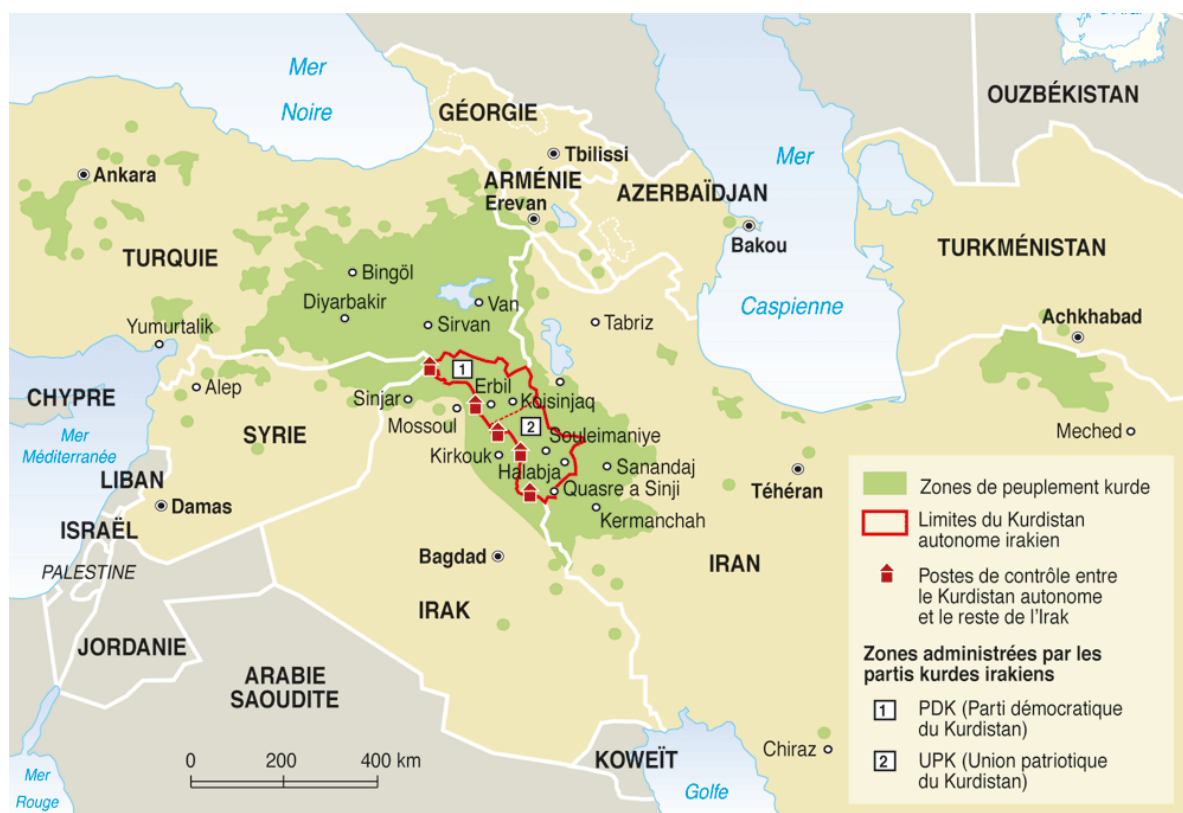 Mer
Noire
OUZBÉKISTAN
GÉORGIE
Tbilissi
Mer
Ankara
ARMÉNIE
Erevan
AZERBAÏDJAN
Bakou
TURKMÉNISTAN
TURQUIE
Bingöl
Diyarbakir
Van
Sirvan
Caspienne
Tabriz
Achkhabad
Yumurtalik
1
Alep
Erbil
CHYPRE
Sinjar
Koisinjaq
Mossoul
2
Meched
Mer
Méditerranée
SYRIE
Souleimaniye
Kirkouk
Halabja
Sanandaj
LIBAN
Quasre a Sinji
Téhéran
Damas
Kermanchah
ISRAËL
Bagdad
IRAN
PALESTINE
IRAK
JORDANIE
ARABIE
SAOUDITE
KOWEÏT
Chiraz
0 200 400 km
Mer
Rouge
Golfe
Zones de peuplement kurde
Limites du Kurdistan
autonome irakien
Postes de contrôle entre
le Kurdistan autonome
et le reste de l'Irak
Zones administrées par les
partis kurdes irakiens
1 PDK (Parti démocratique
du Kurdistan)
2 UPK (Union patriotique
du Kurdistan)